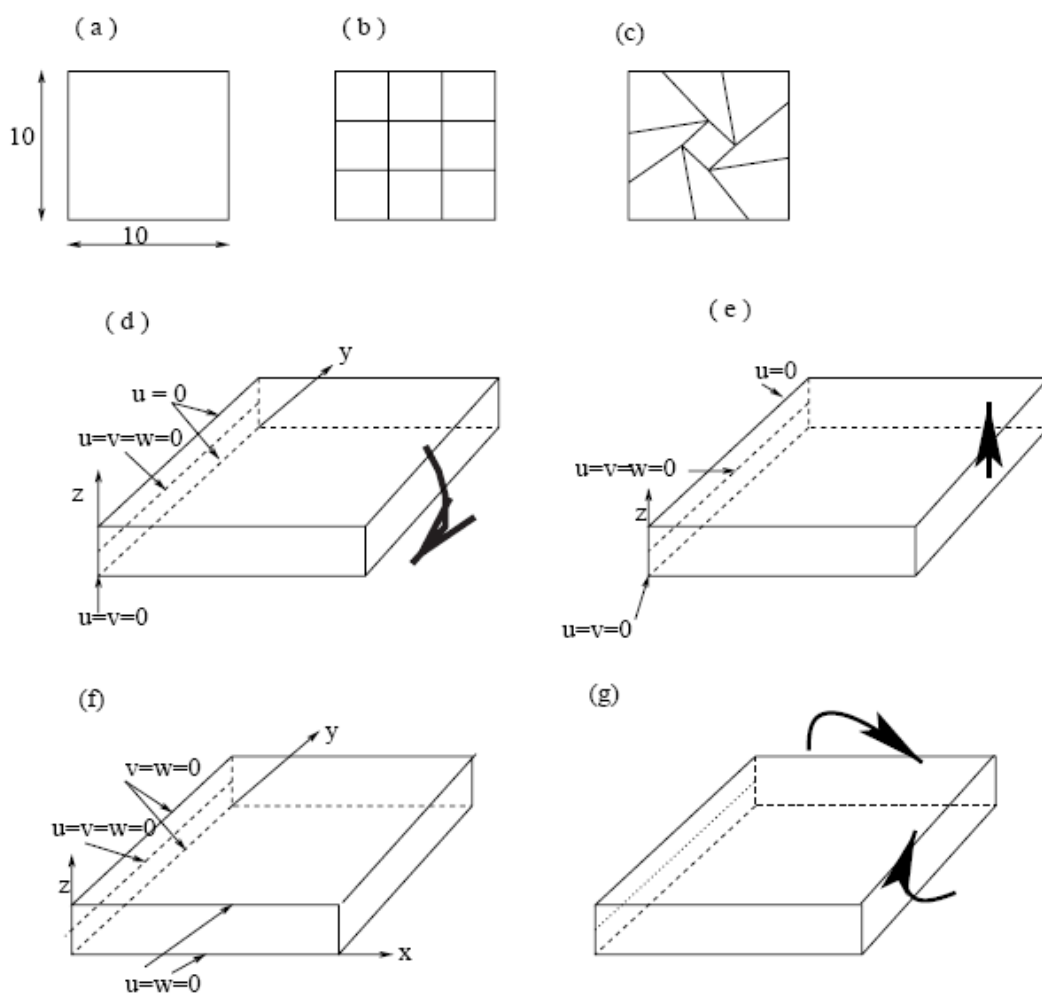 ( a )
( b )
(c)
10
10
( d )
( e )
y
u = 0
u=v=w=0
z
u=v=0
u=0
u=v=w=0
z
u=v=0
(f)
(g)
y
v=w=0
u=v=w=0
z
x
u=w=0